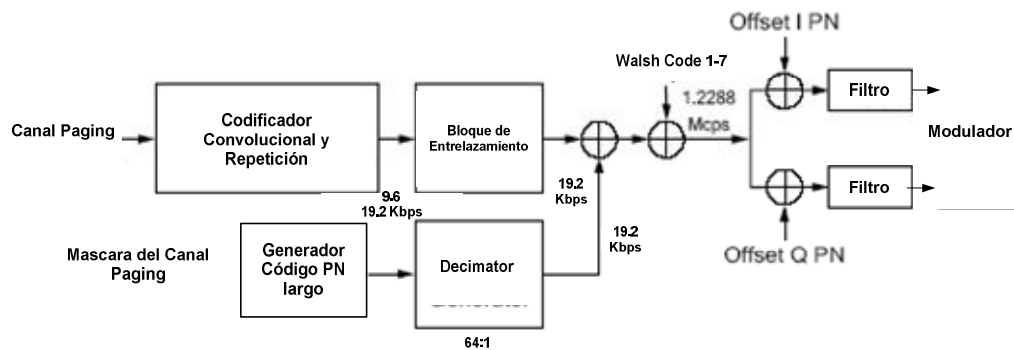 Offset I PN
Walsh Code 1-7
1.2288
Mcps
Filtro
Canal Paging
Codificador
Convolucional y
Repetición
Bloque de
Entrelazamiento
Modulador
Filtro
9.6
19.2 Kbps
19.2
Kbps
19.2
Kbps
Offset Q PN
Mascara del Canal
Paging
Generador
Código PN
largo
Decimator
64:1